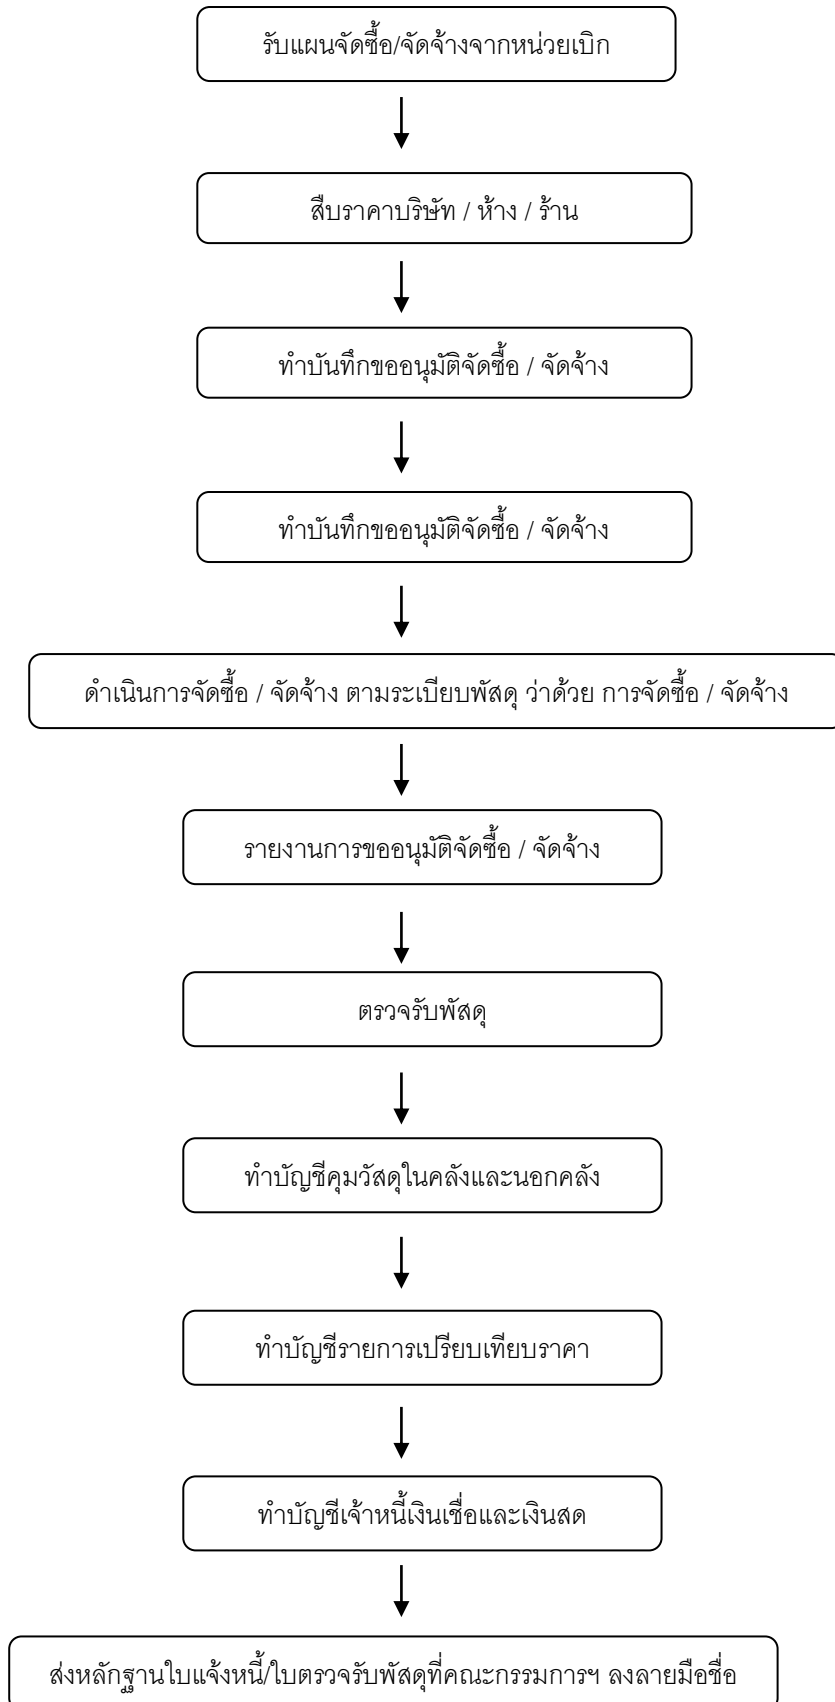 รับแผนจัดซื้อ/จัดจ้างจากหน่วยเบิก
สืบราคาบริษัท / ห้าง / ร้าน
ทำบันทึกขออนุมัติจัดซื้อ / จัดจ้าง
ทำบันทึกขออนุมัติจัดซื้อ / จัดจ้าง
ดำเนินการจัดซื้อ / จัดจ้าง ตามระเบียบพัสดุ ว่าด้วย การจัดซื้อ / จัดจ้าง
รายงานการขออนุมัติจัดซื้อ / จัดจ้าง
ตรวจรับพัสดุ
ทำบัญชีคุมวัสดุในคลังและนอกคลัง
ทำบัญชีรายการเปรียบเทียบราคา
ทำบัญชีเจ้าหนี้เงินเชื่อและเงินสด
ส่งหลักฐานใบแจ้งหนี้/ใบตรวจรับพัสดุที่คณะกรรมการฯ ลงลายมือชื่อ